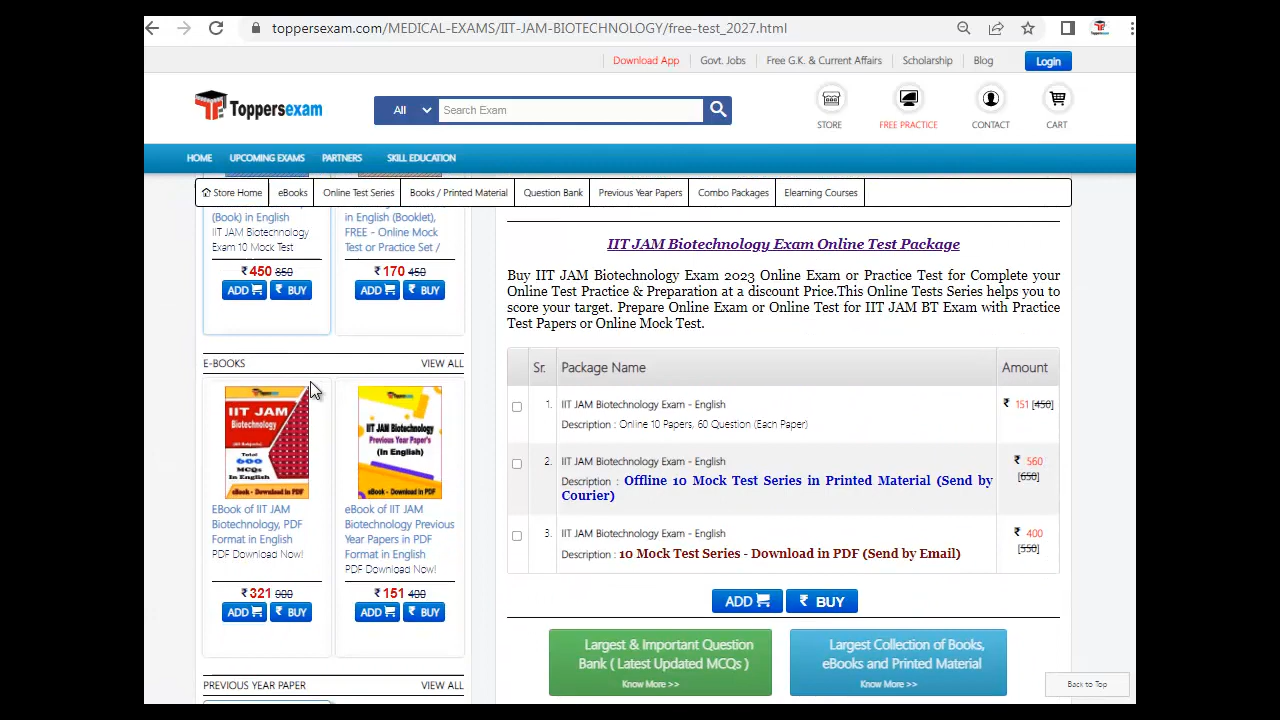 toppersexam.com/MEDICAL-EXAMS/IIT-JAM-BIOTECHNOLOGY/free-test_2027.html
Download App
Govt. Jobs
Free G.K. & Current Affairs
Scholarship
Blog
Login
Toppersexam
All
Search Exam
STORE
FREE PRACTICE
CONTACT
CART
HOME
UPCOMING EXAMS
PARTNERS
SKILL EDUCATION
Store Home
eBooks
Online Test Series
Books / Printed Material
Question Bank
Previous Year Papers
Combo Packages
Elearning Courses
(Book) in English
IIT JAM Biotechnology
Exam 10 Mock Test
₹ 450 850
ADD
₹ BUY
in English (Booklet),
FREE - Online Mock
Test or Practice Set /
₹ 170 450
ADD
₹ BUY
E-BOOKS
VIEW ALL
IIT JAM
Biotechnology
Total
600
MCQs
In English
eBook - Download in PDF
EBook of IIT JAM
Biotechnology, PDF
Format in English
PDF Download Now!
₹ 321 900
ADD
₹ BUY
IIT JAM Biotechnology
Previous Year Paper's
(In English)
eBook - Download in PDF
eBook of IIT JAM
Biotechnology Previous
Year Papers in PDF
Format in English
PDF Download Now!
₹ 151 400
ADD
₹ BUY
PREVIOUS YEAR PAPER
VIEW ALL
IIT JAM Biotechnology Exam Online Test Package
Buy IIT JAM Biotechnology Exam 2023 Online Exam or Practice Test for Complete your
Online Test Practice & Preparation at a discount Price.This Online Tests Series helps you to
score your target. Prepare Online Exam or Online Test for IIT JAM BT Exam with Practice
Test Papers or Online Mock Test.
Sr. Package Name Amount
1. IIT JAM Biotechnology Exam - English ₹ 151 [450]
Description : Online 10 Papers, 60 Question (Each Paper)
2. IIT JAM Biotechnology Exam - English ₹ 560
Description : Offline 10 Mock Test Series in Printed Material (Send by [650]
Courier)
3. IIT JAM Biotechnology Exam - English ₹ 400
Description : 10 Mock Test Series - Download in PDF (Send by Email) [550]
ADD
₹ BUY
Largest & Important Question
Bank ( Latest Updated MCQs )
Know More >>
Largest Collection of Books,
eBooks and Printed Material
Know More >>
Back to Top